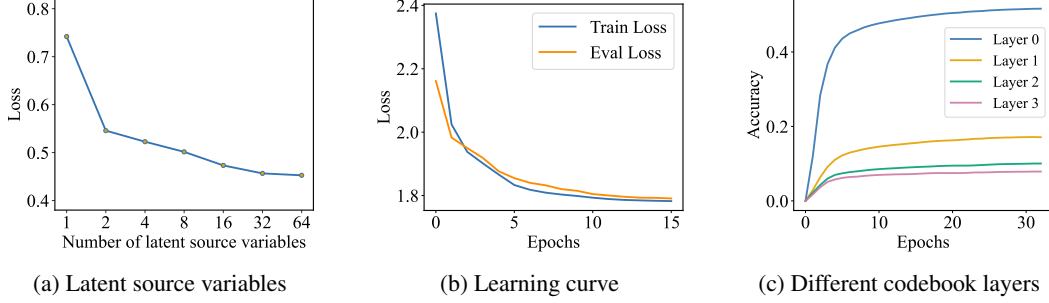 0.8
0.7
0.6
0.5
0.4
Loss
1 2 4 8 16 32 64
Number of latent source variables
(a) Latent source variables
2.4
2.2
2.0
1.8
Loss
Train Loss
Eval Loss
0 5 10 15
Epochs
(b) Learning curve
0.4
0.2
0.0
Accuracy
Layer 0
Layer 1
Layer 2
Layer 3
0 10 20 30
Epochs
(c) Different codebook layers